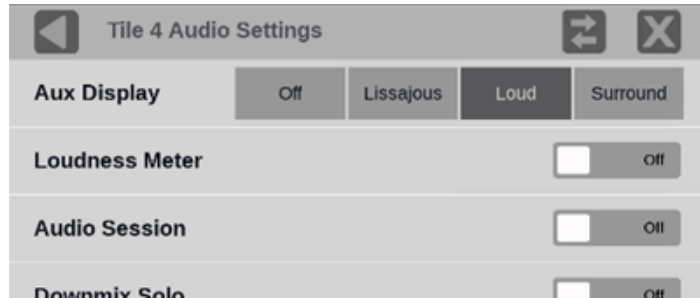 Tile 4 Audio Settings
Aux Display Off Lissajous Loud Surround
Loudness Meter Off
Audio Session Off
Downmix Solo Off